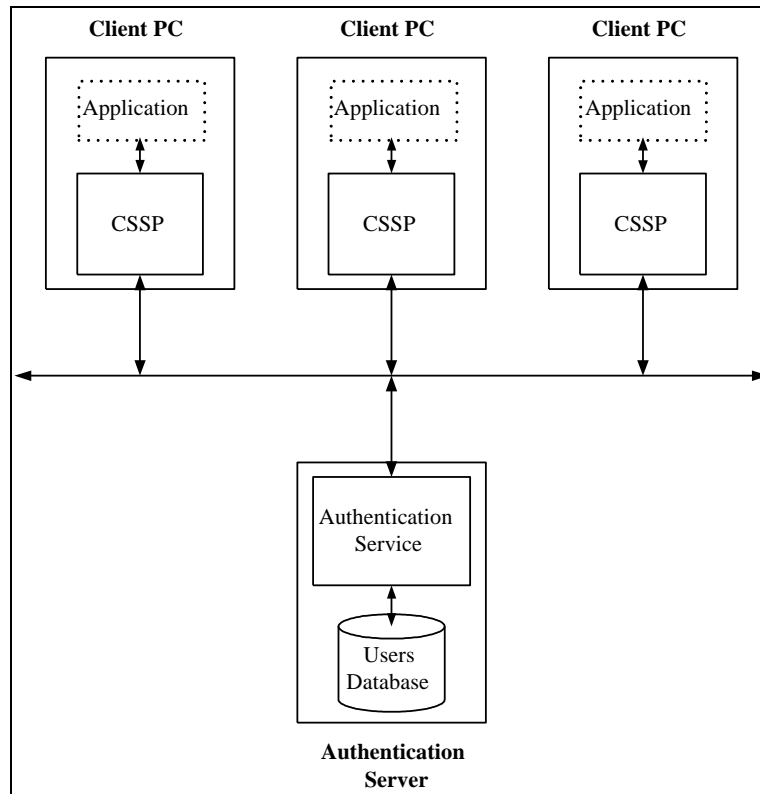 Client PC
Client PC
Client PC
Application
Application
Application
CSSP
CSSP
CSSP
Authentication
Service
Users
Database
Authentication
Server